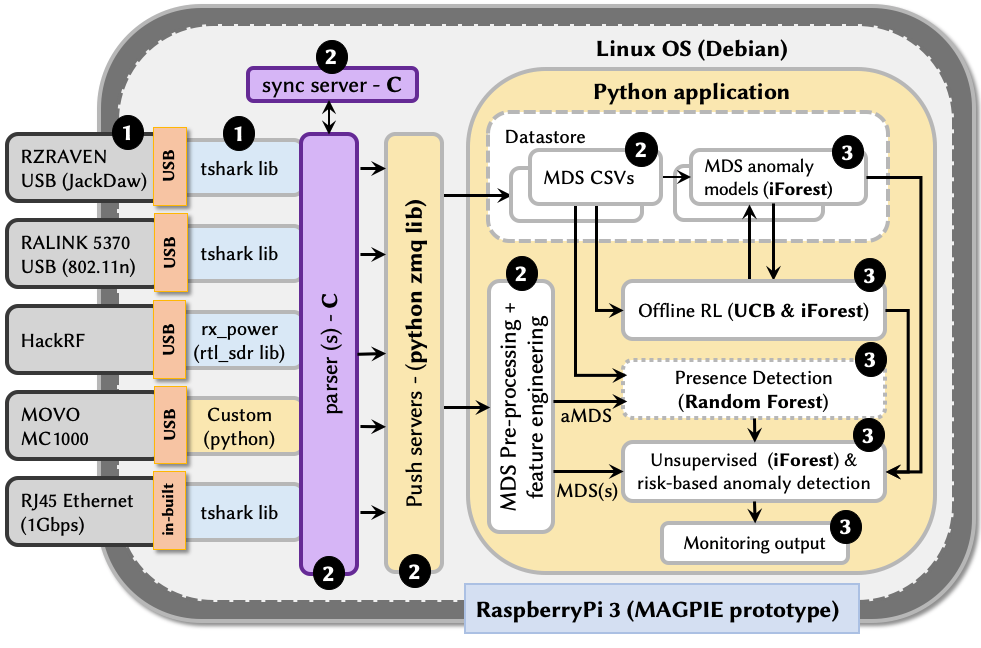 Linux OS (Debian)
2
sync server - C
Python application
1
RZRAVEN
USB (JackDaw)
USB
1
tshark lib
RALINK 5370
USB (802.11n)
USB
tshark lib
HackRF
USB
rx_power
(rtl_sdr lib)
MOVO
MC1000
USB
Custom
(python)
RJ45 Ethernet
(1Gbps)
in-built
tshark lib
parser (s) - C
2
Push servers - (python zmq lib)
2
Datastore
2
MDS CSVs
3
MDS anomaly
models (iForest)
2
MDS Pre-processing +
feature engineering
3
Offline RL (UCB & iForest)
3
Presence Detection
(Random Forest)
aMDS
3
Unsupervised (iForest) &
risk-based anomaly detection
MDS(s)
3
Monitoring output
RaspberryPi 3 (MAGPIE prototype)